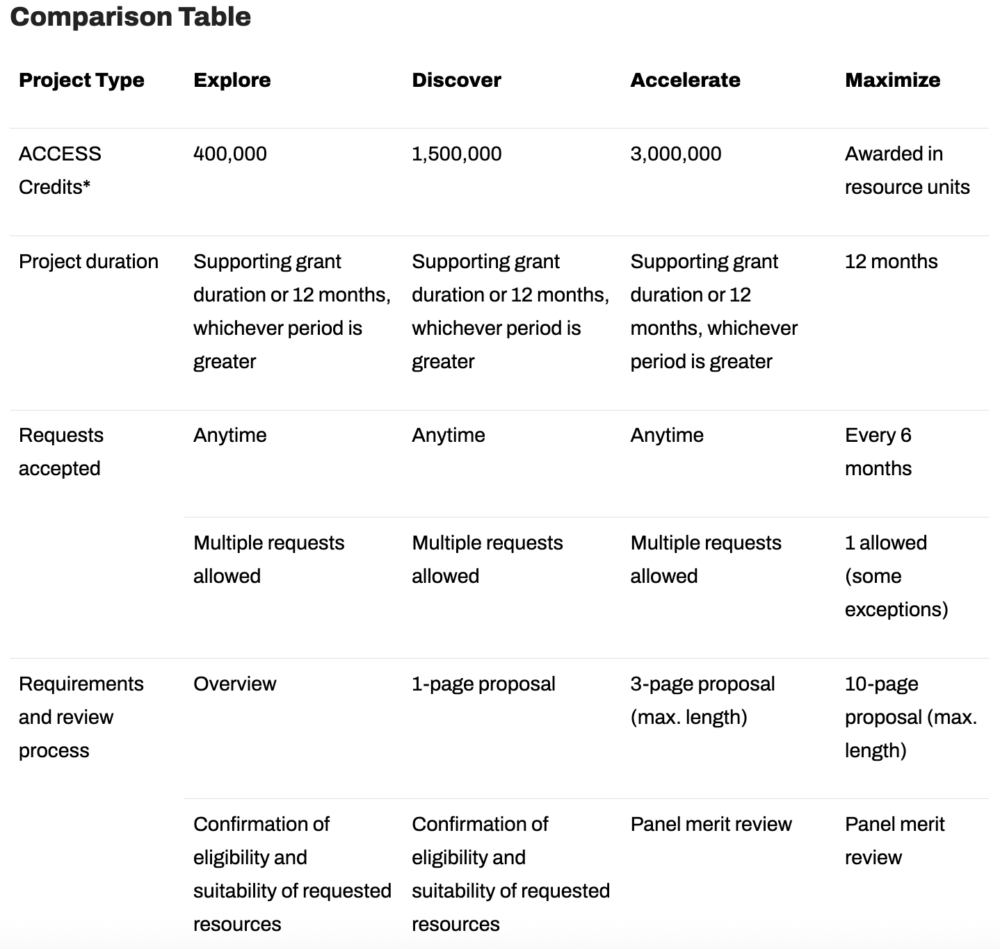 Comparison Table
Project Type
Explore
Discover
Accelerate
Maximize
ACCESS
Credits*
400,000
1,500,000
3,000,000
Awarded in
resource units
Project duration
Supporting grant
duration or 12 months,
whichever period is
greater
Supporting grant
duration or 12 months,
whichever period is
greater
Supporting grant
duration or 12
months, whichever
period is greater
12 months
Requests
accepted
Anytime
Anytime
Anytime
Every 6
months
Multiple requests
allowed
Multiple requests
allowed
Multiple requests
allowed
1 allowed
(some
exceptions)
Requirements
and review
process
Overview
1-page proposal
3-page proposal
(max. length)
10-page
proposal (max.
length)
Confirmation of
eligibility and
suitability of requested
resources
Confirmation of
eligibility and
suitability of requested
resources
Panel merit review
Panel merit
review